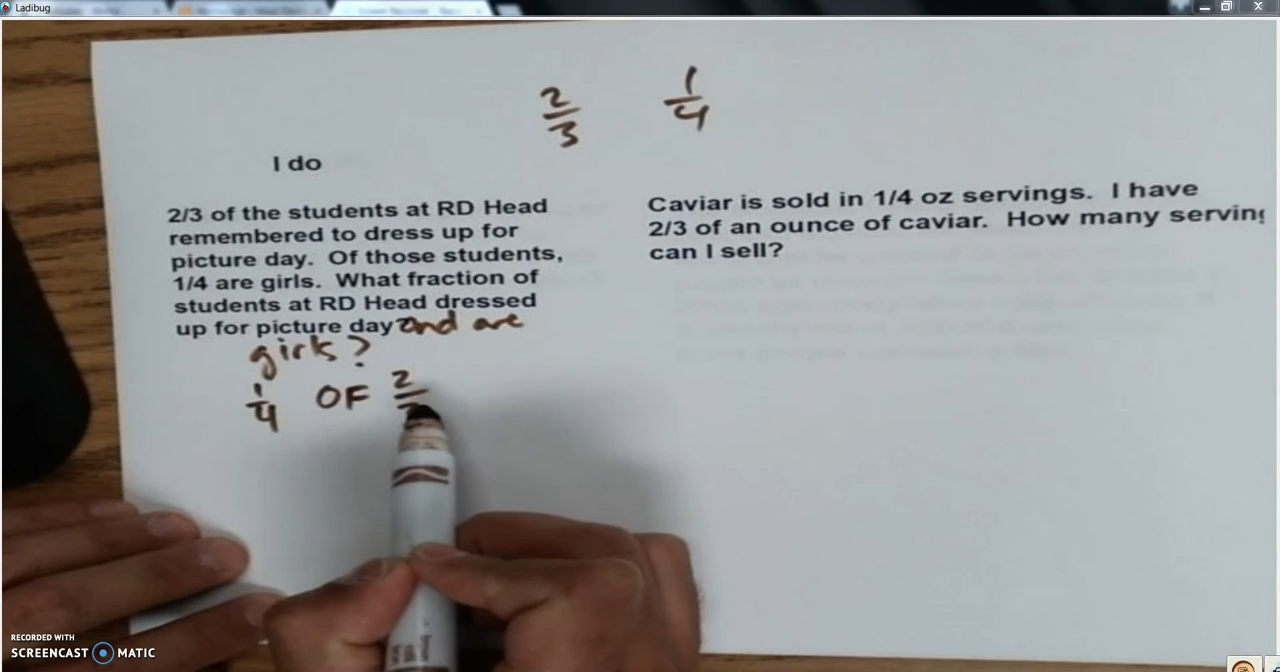 Ladibug
2
3
1
4
I do
2/3 of the students at RD Head
remembered to dress up for
picture day. Of those students,
1/4 are girls. What fraction of
students at RD Head dressed
up for picture day and are
girls?
1
4
OF
2
Caviar is sold in 1/4 oz servings. I have
2/3 of an ounce of caviar. How many serving
can I sell?
RECORDED WITH
SCREENCAST MATIC